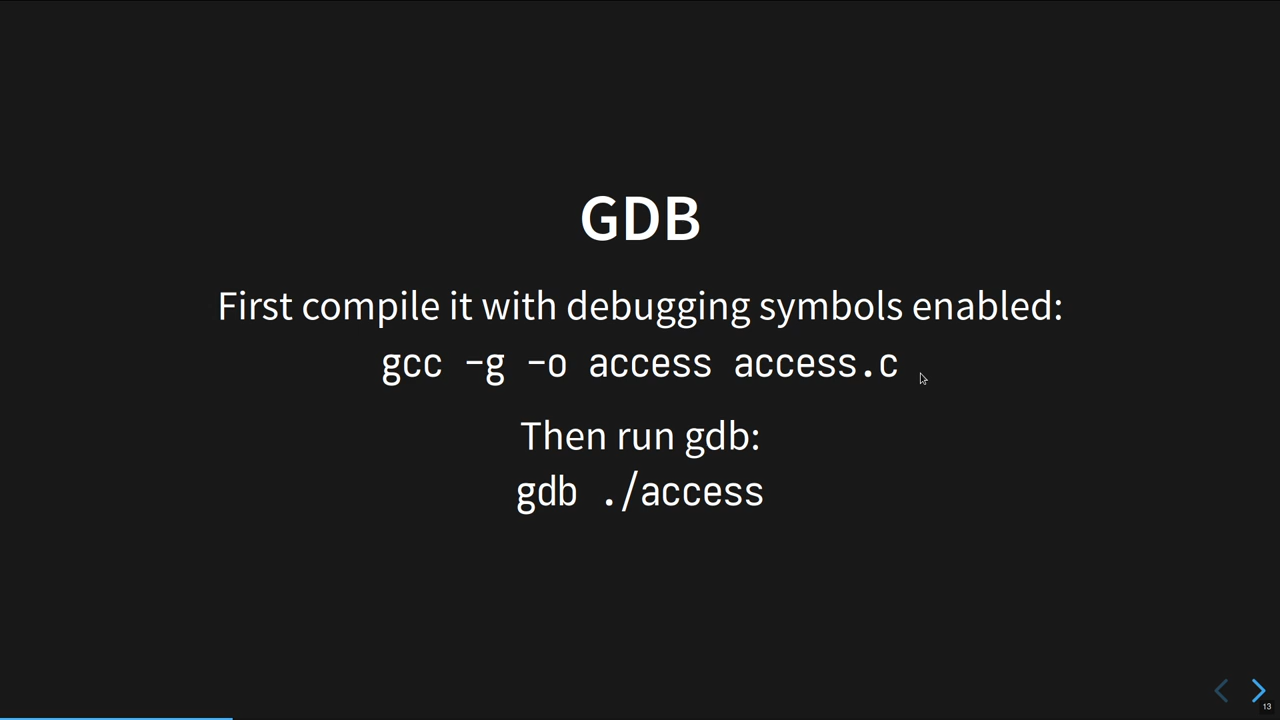 GDB
First compile it with debugging symbols enabled:
gcc -g -o access access.c
Then run gdb:
gdb ./access
13